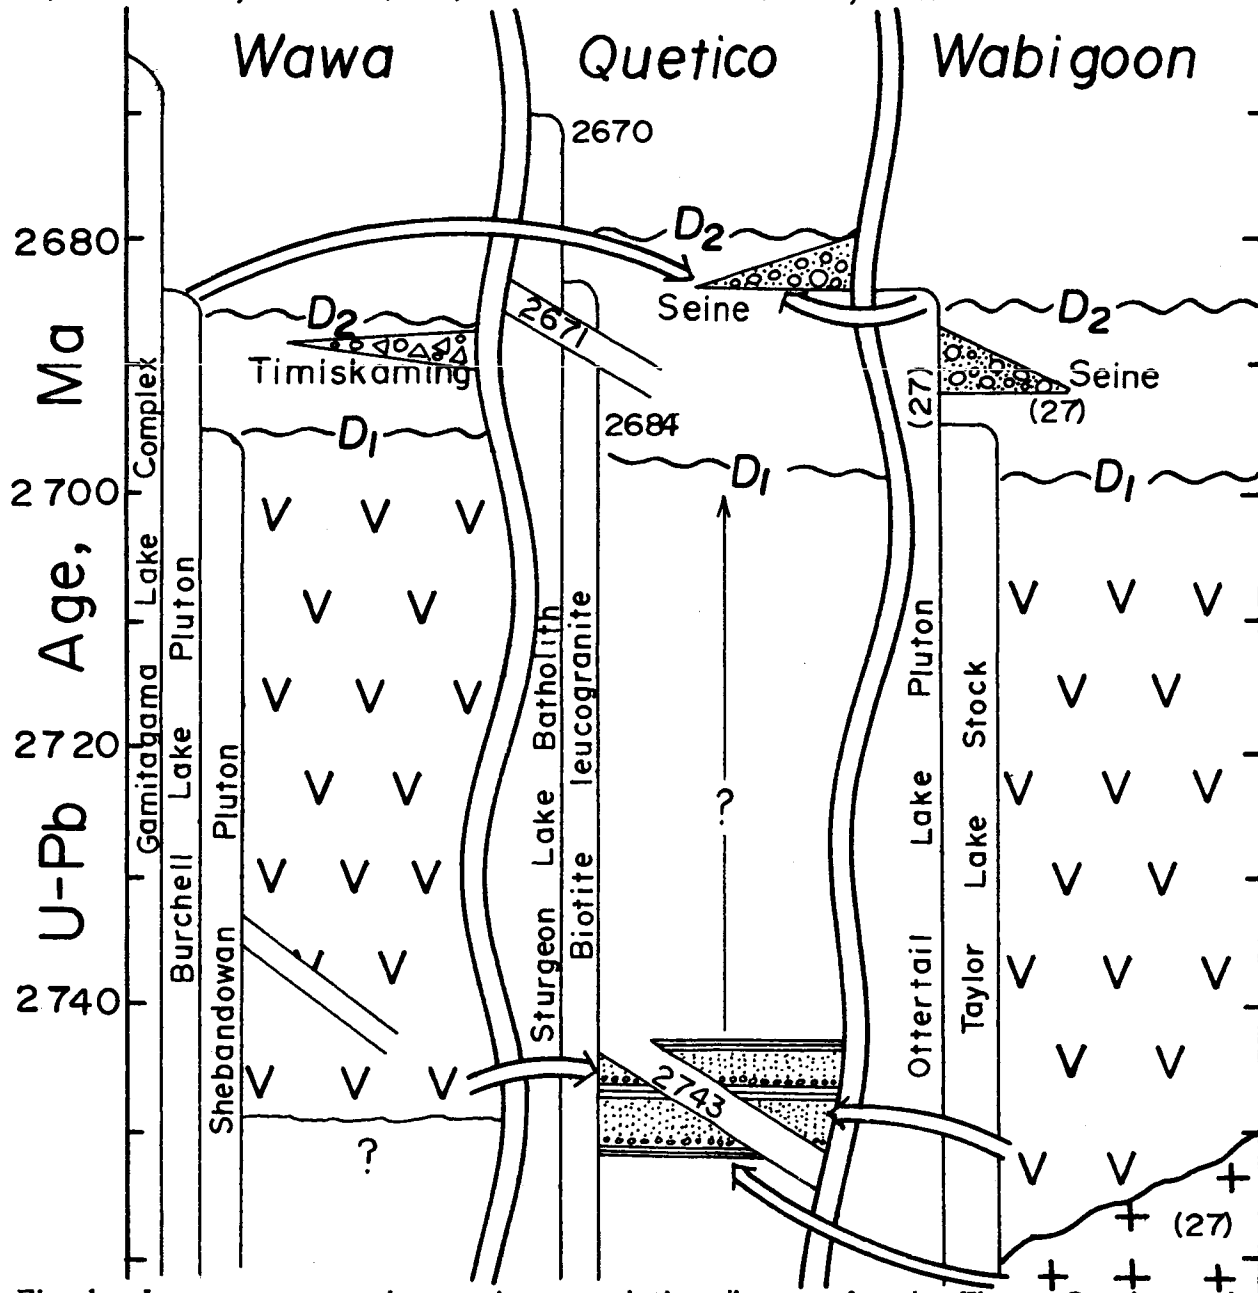 Wawa
Quetico
Wabigoon
2670
2680
D2
D2
D2
Seine
2671
Timiskaming
(27)
Seine
(27)
2684
D1
D1
D1
2700
2720
2740
U-Pb Age, Ma
Gamitagama Lake Complex
Burchell Lake Pluton
Shebandowan Pluton
Sturgeon Lake Batholith
Biotite leucogranite
Ottertail Lake Pluton
Taylor Lake Stock
?
2743
?
(27)